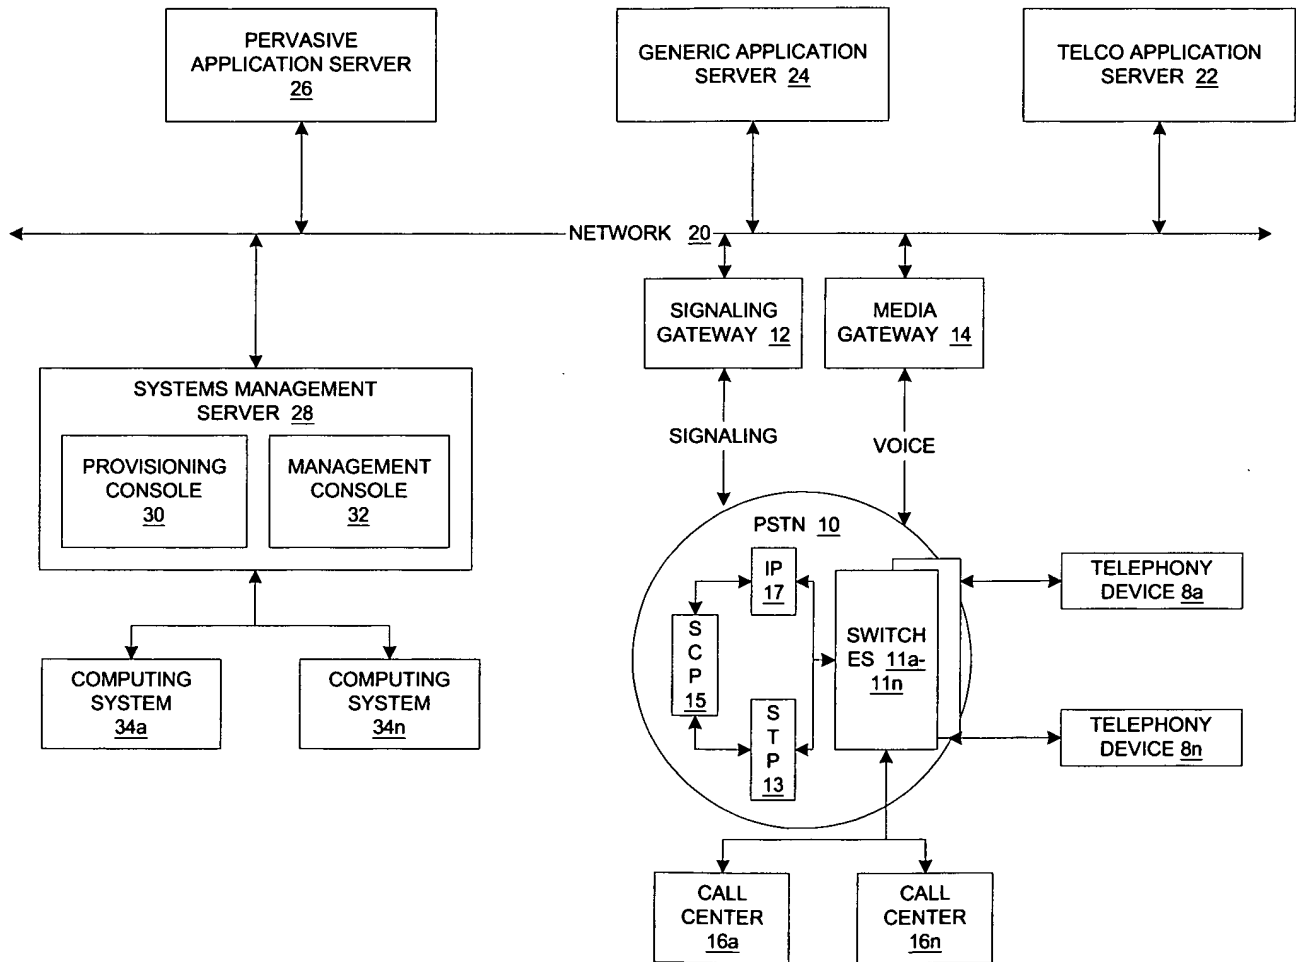 PERVASIVE
APPLICATION SERVER
26
GENERIC APPLICATION
SERVER 24
TELCO APPLICATION
SERVER 22
NETWORK 20
SIGNALING
GATEWAY 12
MEDIA
GATEWAY 14
SYSTEMS MANAGEMENT
SERVER 28
PROVISIONING
CONSOLE
30
MANAGEMENT
CONSOLE
32
SIGNALING
VOICE
PSTN 10
IP
17
S
C
P
15
S
T
P
13
SWITCH
ES 11a-
11n
TELEPHONY
DEVICE 8a
TELEPHONY
DEVICE 8n
COMPUTING
SYSTEM
34a
COMPUTING
SYSTEM
34n
CALL
CENTER
16a
CALL
CENTER
16n